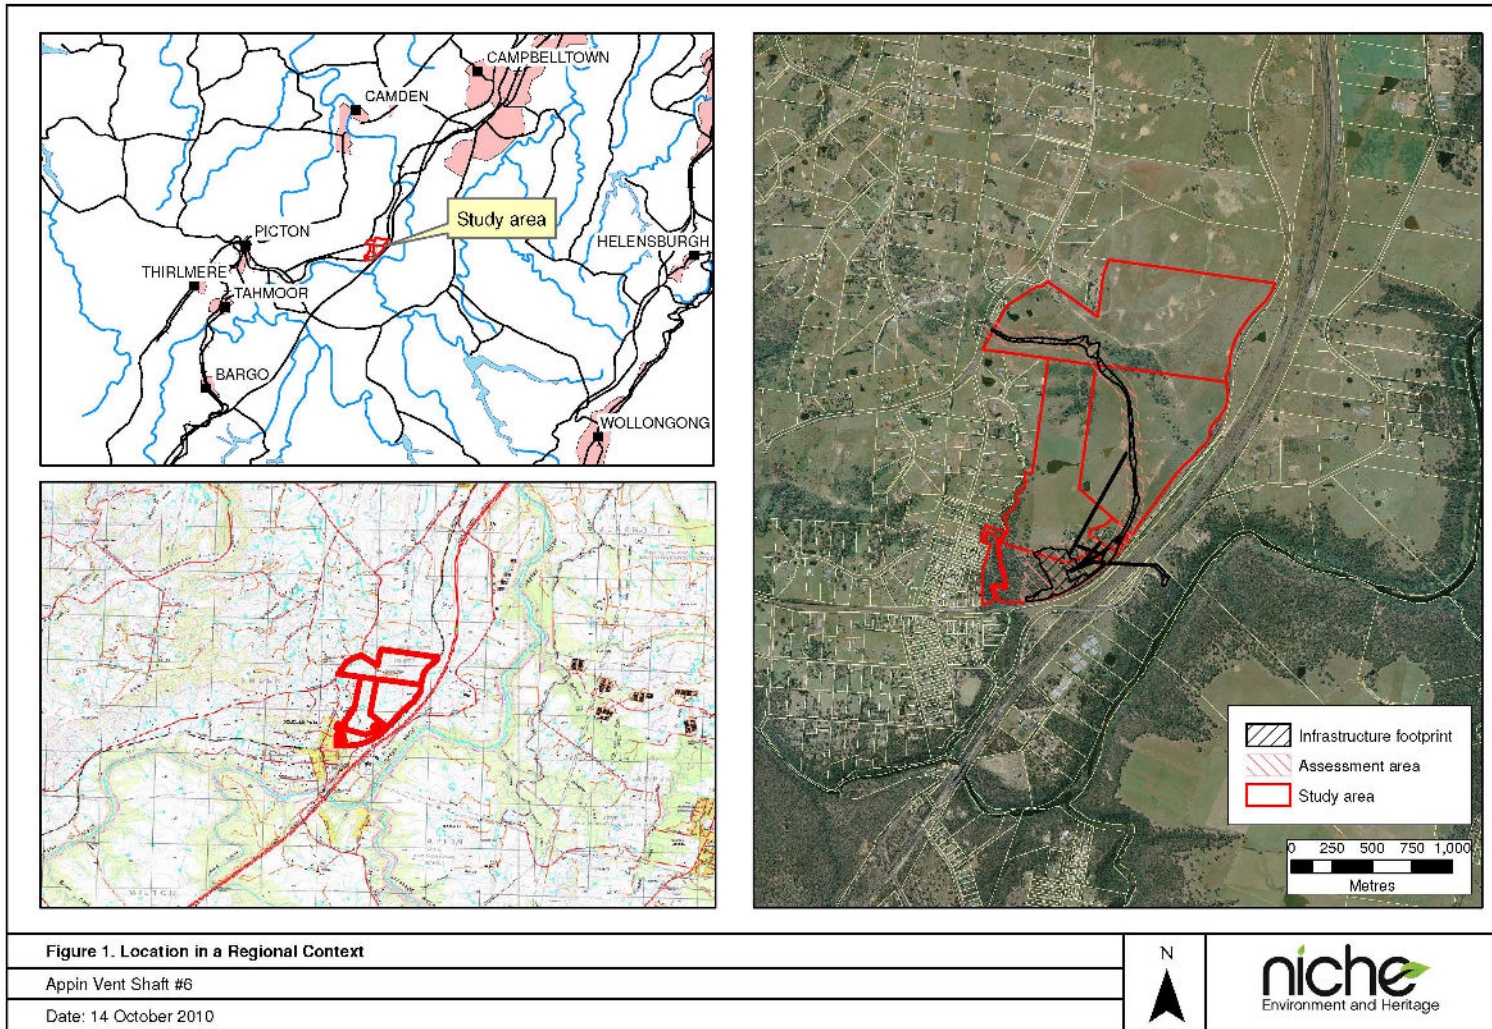 CAMPBELLTOWN
CAMDEN
Study area
PICTON
HELENSBURGH
THIRLMERE
TAHMOOR
BARGO
WOLLONGONG
Infrastructure footprint
Assessment area
Study area
0 250 500 750 1,000
Metres
Figure 1. Location in a Regional Context
Appin Vent Shaft #6
Date: 14 October 2010
N
niche
Environment and Heritage